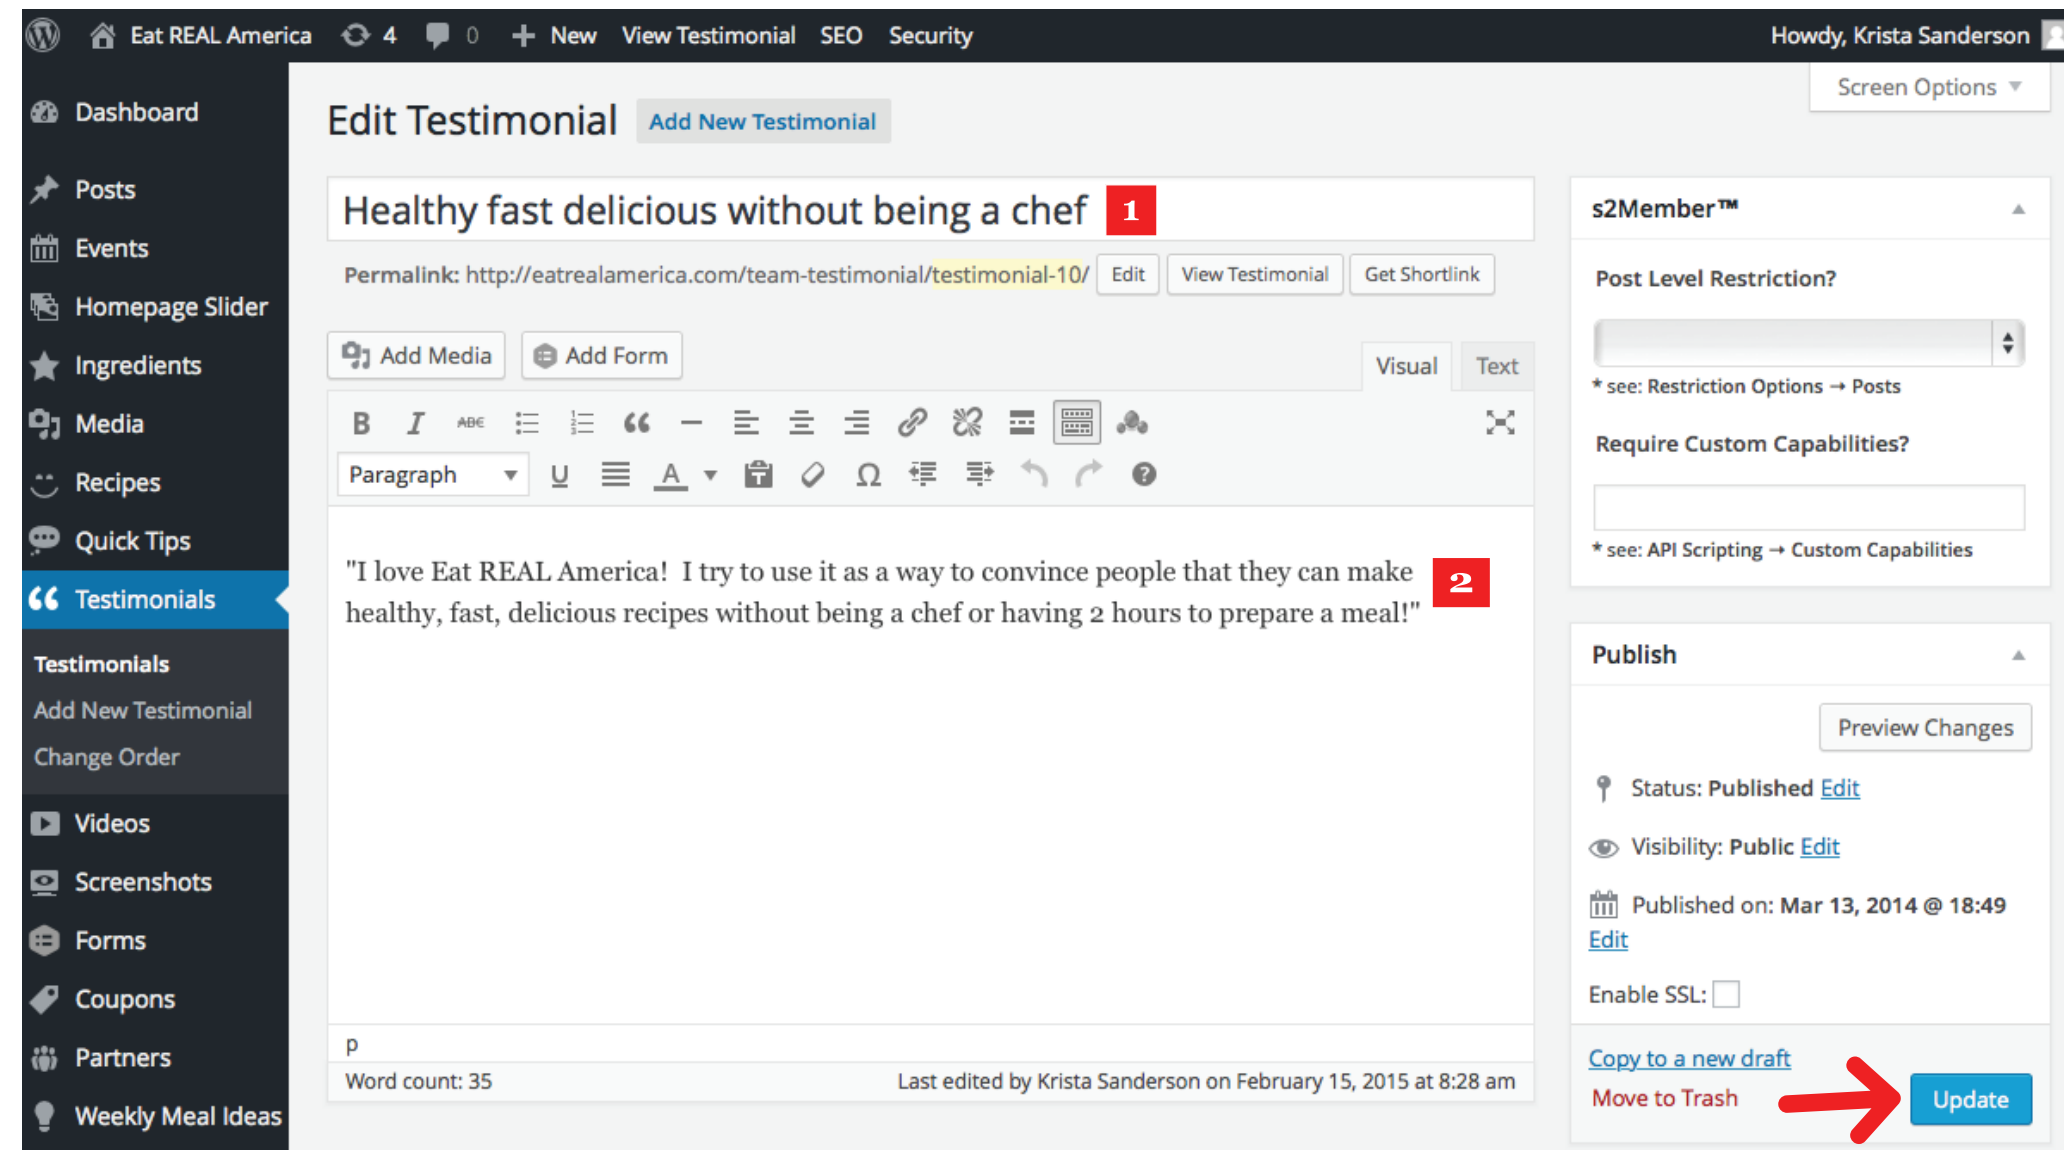 Eat REAL America 4 0 New View Testimonial SEO Security Howdy, Krista Sanderson
Screen Options
Dashboard
Posts
Events
Homepage Slider
Ingredients
Media
Recipes
Quick Tips
Testimonials
Testimonials
Add New Testimonial
Change Order
Videos
Screenshots
Forms
Coupons
Partners
Weekly Meal Ideas
Edit Testimonial Add New Testimonial
Healthy fast delicious without being a chef 1
Permalink: http://eatrealamerica.com/team-testimonial/testimonial-10/ Edit View Testimonial Get Shortlink
Add Media Add Form Visual Text
B I ABC
Paragraph U A T Ω ?
"I love Eat REAL America!  I try to use it as a way to convince people that they can make
healthy, fast, delicious recipes without being a chef or having 2 hours to prepare a meal!"
2
p
Word count: 35 Last edited by Krista Sanderson on February 15, 2015 at 8:28 am
s2Member™
Post Level Restriction?
* see: Restriction Options → Posts
Require Custom Capabilities?
* see: API Scripting → Custom Capabilities
Publish
Preview Changes
Status: Published Edit
Visibility: Public Edit
Published on: Mar 13, 2014 @ 18:49
Edit
Enable SSL:
Copy to a new draft
Move to Trash Update